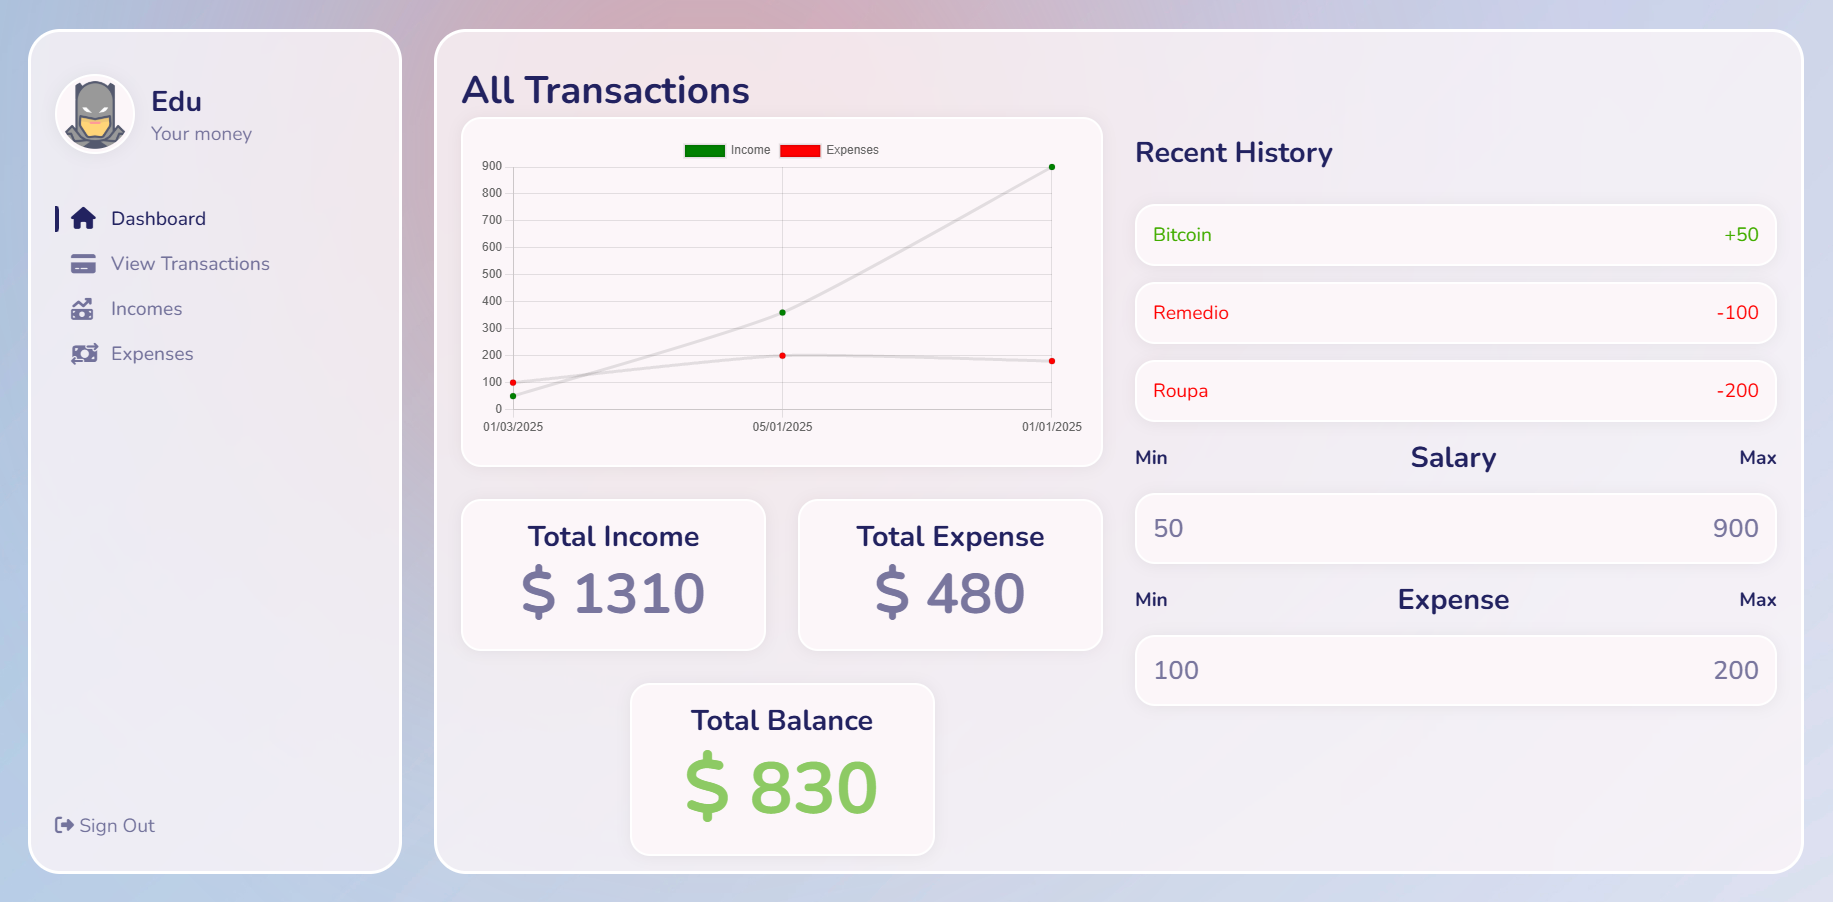 Edu
Your money
Dashboard
View Transactions
Incomes
Expenses
Sign Out
All Transactions
Income Expenses
900
800
700
600
500
400
300
200
100
0
01/03/2025 05/01/2025 01/01/2025
Total Income
$ 1310
Total Expense
$ 480
Total Balance
$ 830
Recent History
Bitcoin +50
Remedio -100
Roupa -200
Min Salary Max
50 900
Min Expense Max
100 200